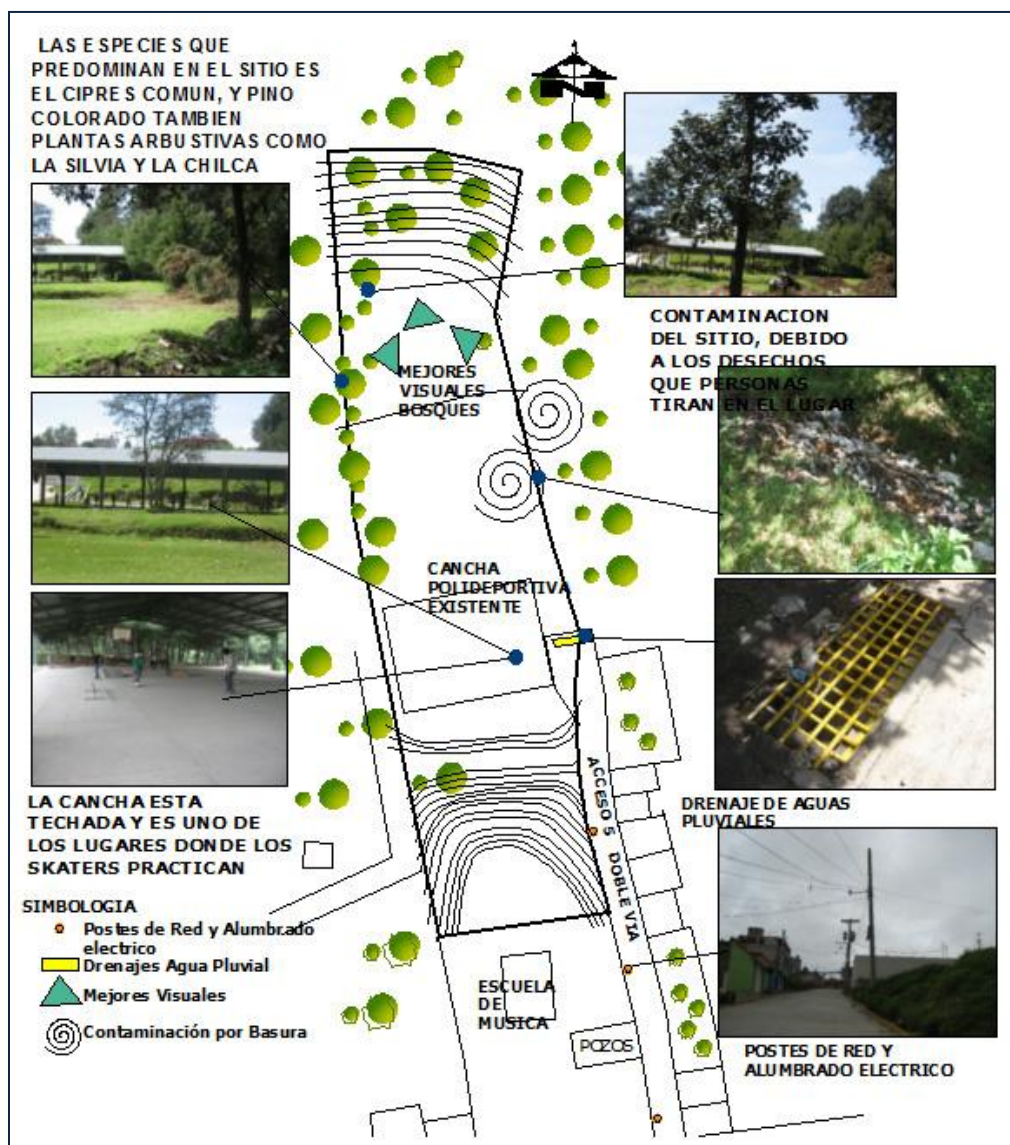 LAS ESPECIES QUE
PREDOMINAN EN EL SITIO ES
EL CIPRES COMUN, Y PINO
COLORADO TAMBIEN
PLANTAS ARBUSTIVAS COMO
LA SILVIA Y LA CHILCA
N
CONTAMINACION
DEL SITIO, DEBIDO
A LOS DESECHOS
QUE PERSONAS
TIRAN EN EL LUGAR
MEJORES
VISUALES
BOSQUES
CANCHA
POLIDEPORTIVA
EXISTENTE
LA CANCHA ESTA
TECHADA Y ES UNO DE
LOS LUGARES DONDE LOS
SKATERS PRACTICAN
DRENAJE DE AGUAS
PLUVIALES
ACCESO 5 DOBLE VIA
SIMBOLOGIA
Postes de Red y Alumbrado
electrico
Drenajes Agua Pluvial
Mejores Visuales
Contaminación por Basura
ESCUELA
DE
MUSICA
POZOS
POSTES DE RED Y
ALUMBRADO ELECTRICO